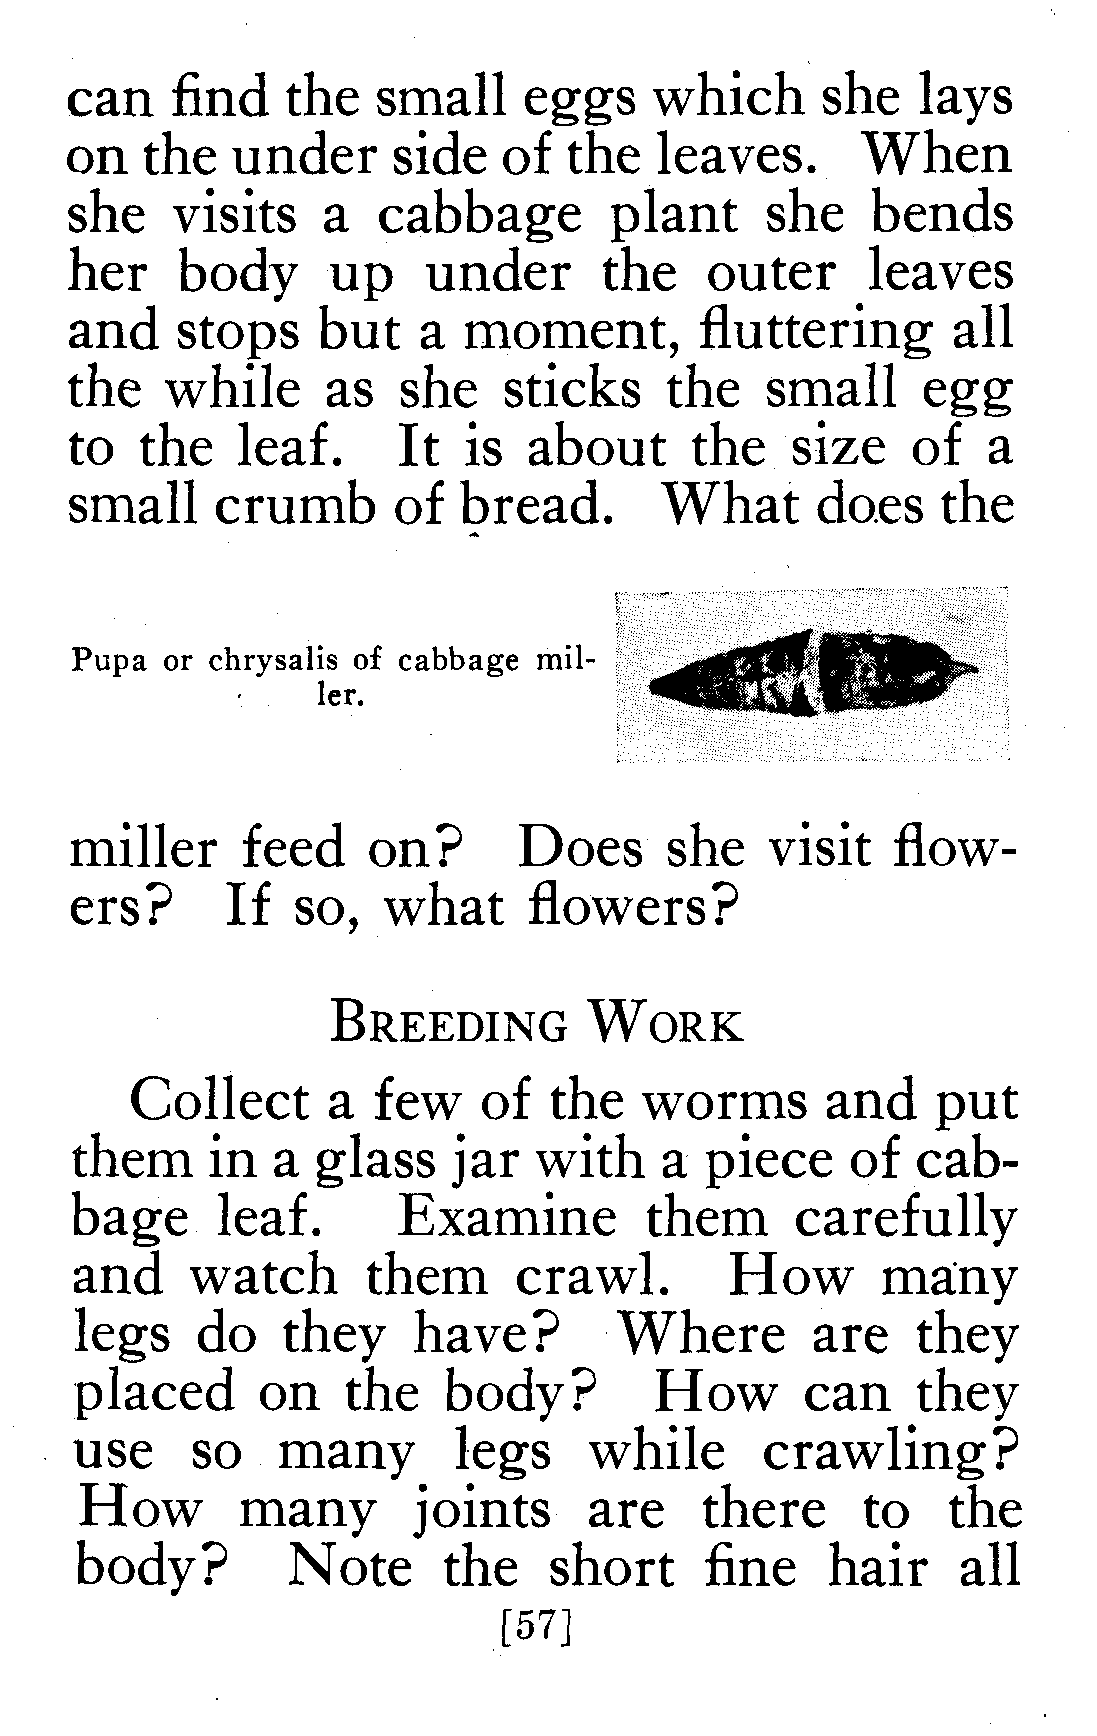 can find the small eggs which she lays
on the under side of the leaves. When
she visits a cabbage plant she bends
her body up under the outer leaves
and stops but a moment, fluttering all
the while as she sticks the small egg
to the leaf. It is about the size of a
small crumb of bread. What does the
Pupa or chrysalis of cabbage mil-
ler.
miller feed on? Does she visit flow-
ers? If so, what flowers?
BREEDING WORK
Collect a few of the worms and put
them in a glass jar with a piece of cab-
bage leaf. Examine them carefully
and watch them crawl. How many
legs do they have? Where are they
placed on the body? How can they
use so many legs while crawling?
How many joints are there to the
body? Note the short fine hair all
[57]